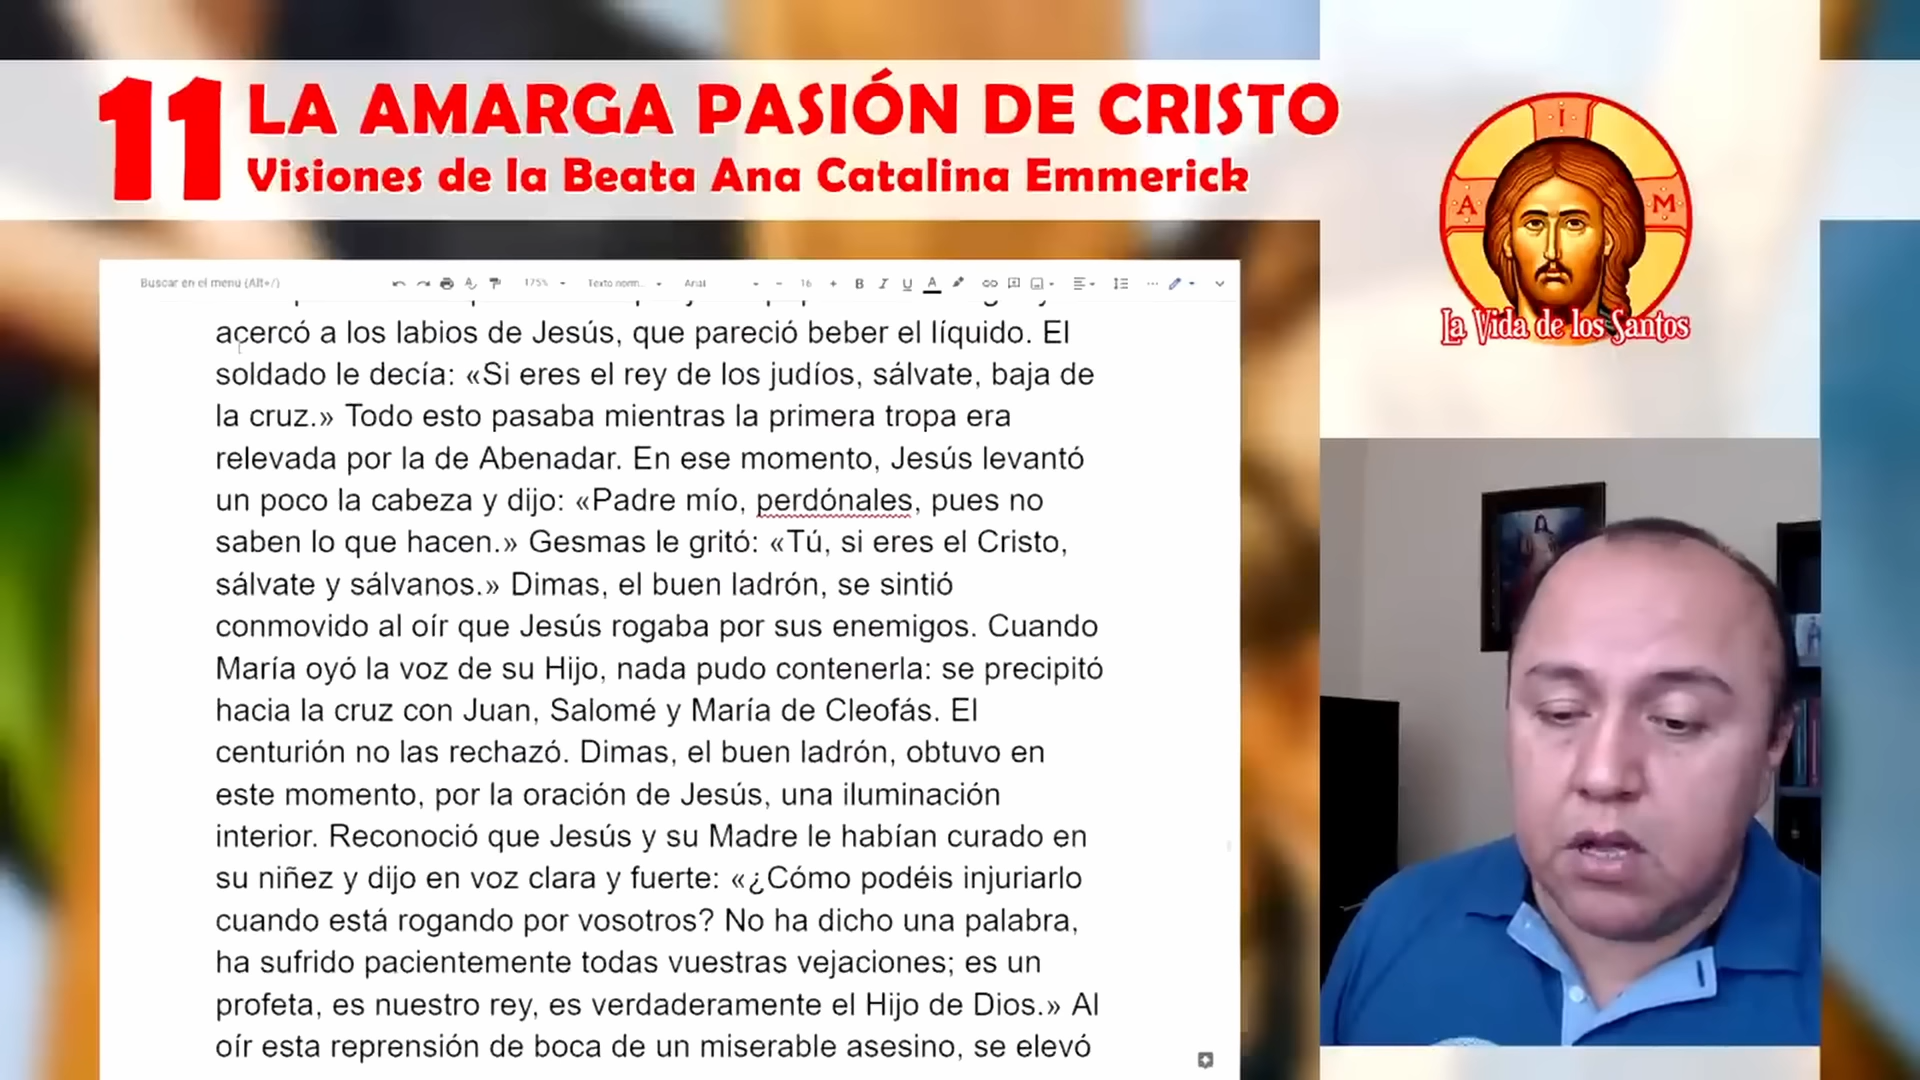 11
LA AMARGA PASIÓN DE CRISTO
Visiones de la Beata Ana Catalina Emmerick
I
A M
La Vida de los Santos
Buscar en el menú (Alt+/) 175% Texto norm... Arial 16 B I U A
acercó a los labios de Jesús, que pareció beber el líquido. El
soldado le decía: «Si eres el rey de los judíos, sálvate, baja de
la cruz.» Todo esto pasaba mientras la primera tropa era
relevada por la de Abenadar. En ese momento, Jesús levantó
un poco la cabeza y dijo: «Padre mío, perdónales, pues no
saben lo que hacen.» Gesmas le gritó: «Tú, si eres el Cristo,
sálvate y sálvanos.» Dimas, el buen ladrón, se sintió
conmovido al oír que Jesús rogaba por sus enemigos. Cuando
María oyó la voz de su Hijo, nada pudo contenerla: se precipitó
hacia la cruz con Juan, Salomé y María de Cleofás. El
centurión no las rechazó. Dimas, el buen ladrón, obtuvo en
este momento, por la oración de Jesús, una iluminación
interior. Reconoció que Jesús y su Madre le habían curado en
su niñez y dijo en voz clara y fuerte: «¿Cómo podéis injuriarlo
cuando está rogando por vosotros? No ha dicho una palabra,
ha sufrido pacientemente todas vuestras vejaciones; es un
profeta, es nuestro rey, es verdaderamente el Hijo de Dios.» Al
oír esta reprensión de boca de un miserable asesino, se elevó